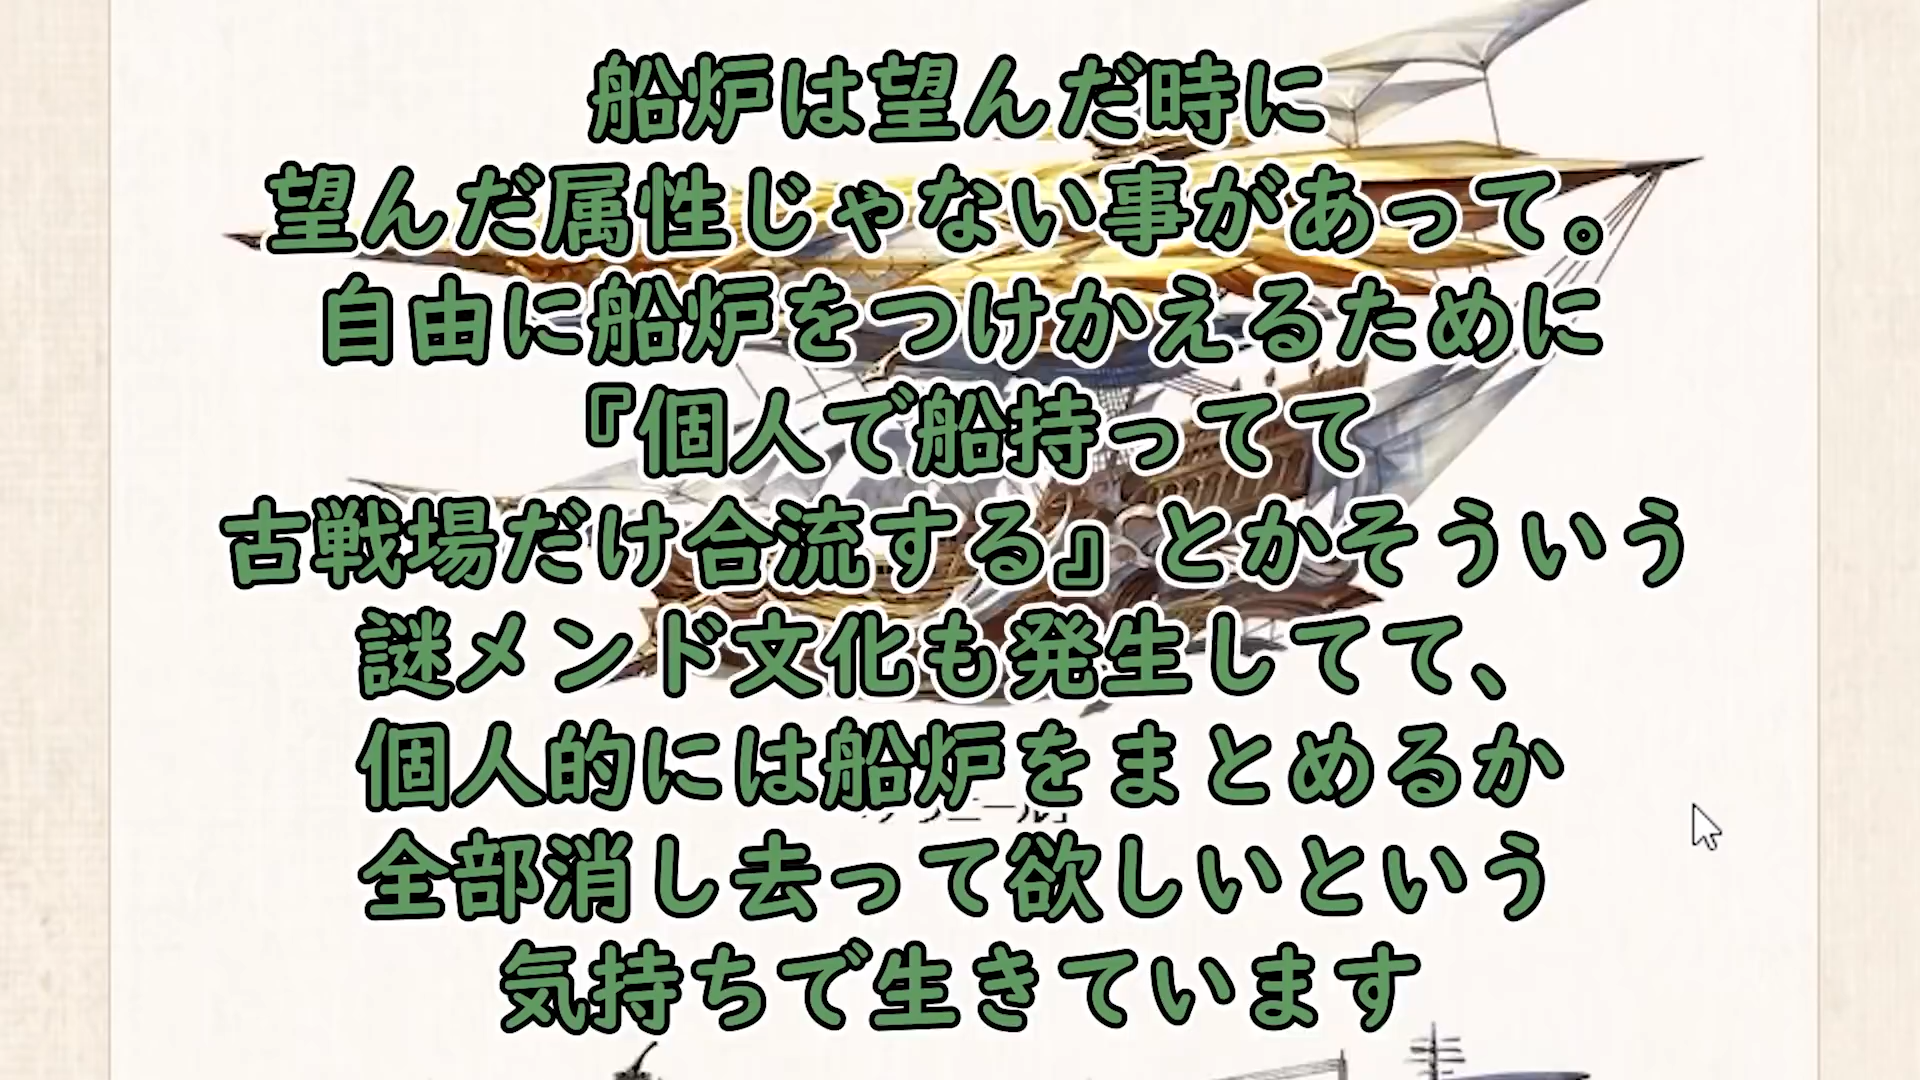 船炉は望んだ時に
望んだ属性じゃない事があって。
自由に船炉をつけかえるために
『個人で船持ってて
古戦場だけ合流する』とかそういう
謎メンド文化も発生してて、
個人的には船炉をまとめるか
全部消し去って欲しいという
気持ちで生きています